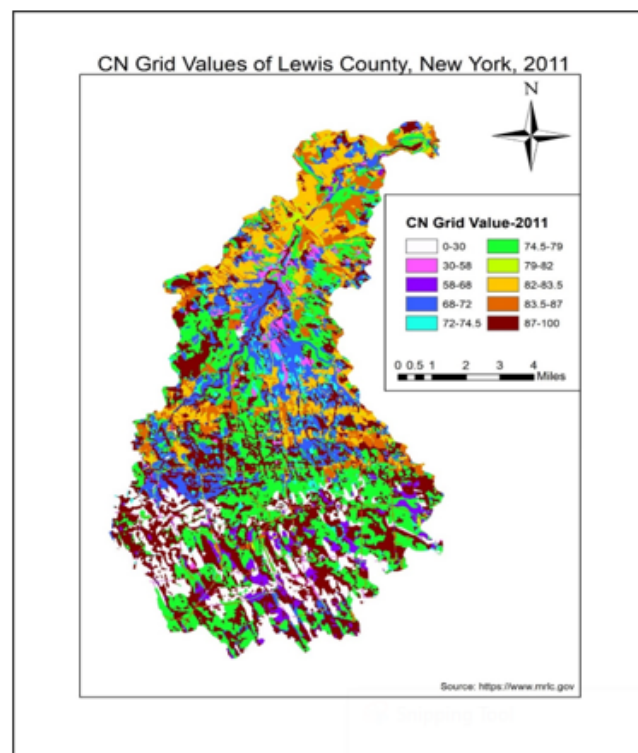 CN Grid Values of Lewis County, New York, 2011
N
CN Grid Value-2011
0-30
30-58
58-68
68-72
72-74.5
74.5-79
79-82
82-83.5
83.5-87
87-100
0 0.5 1 2 3 4
Miles
Source: https://www.mrlc.gov